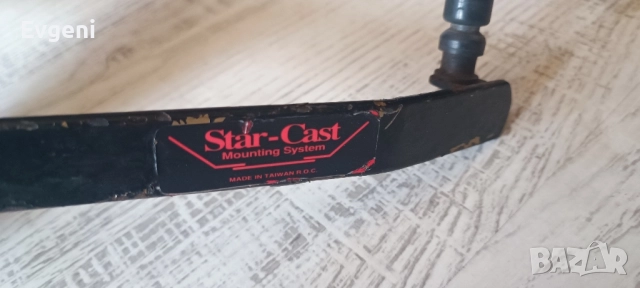 Evgeni
Star-Cast
Mounting System
MADE IN TAIWAN R.O.C.
BAZAR